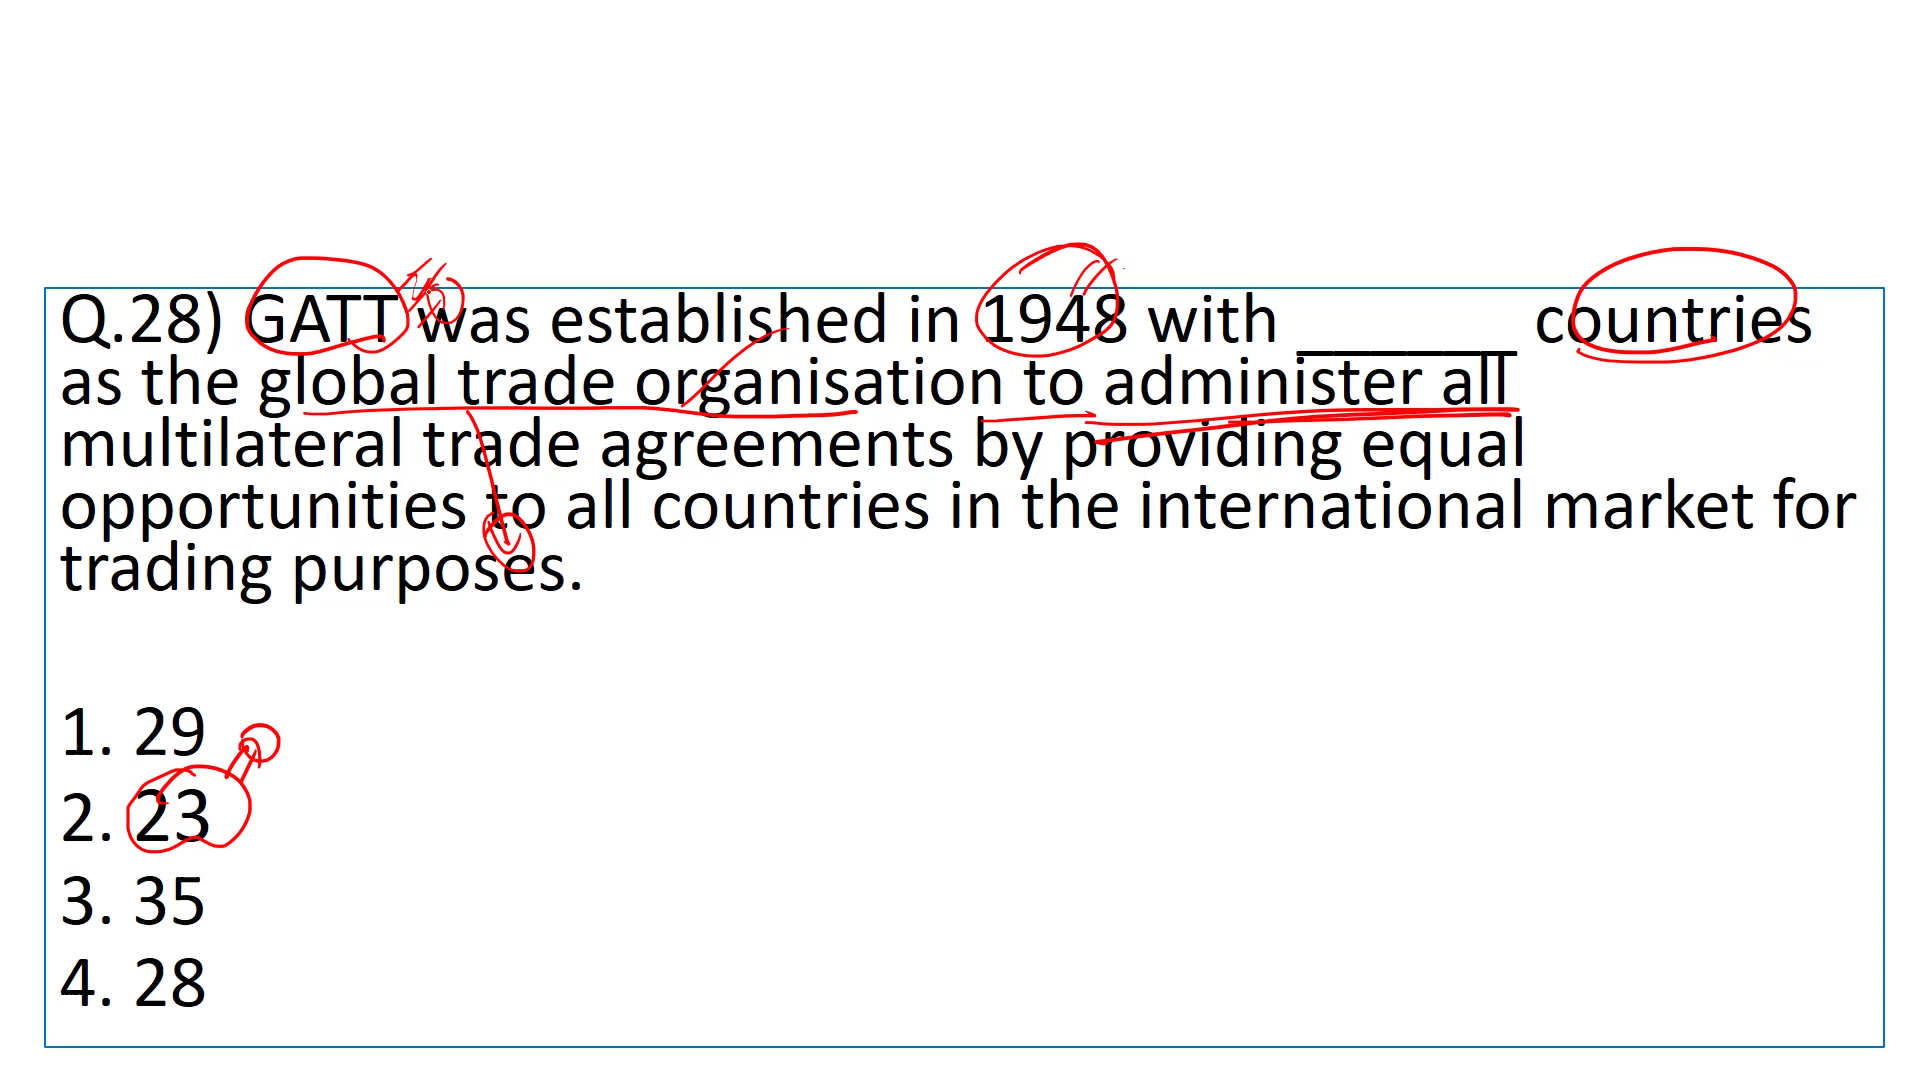 Q.28) GATT was established in 1948 with ______ countries
as the global trade organisation to administer all
multilateral trade agreements by providing equal
opportunities to all countries in the international market for
trading purposes.
1. 29
2. 23
3. 35
4. 28